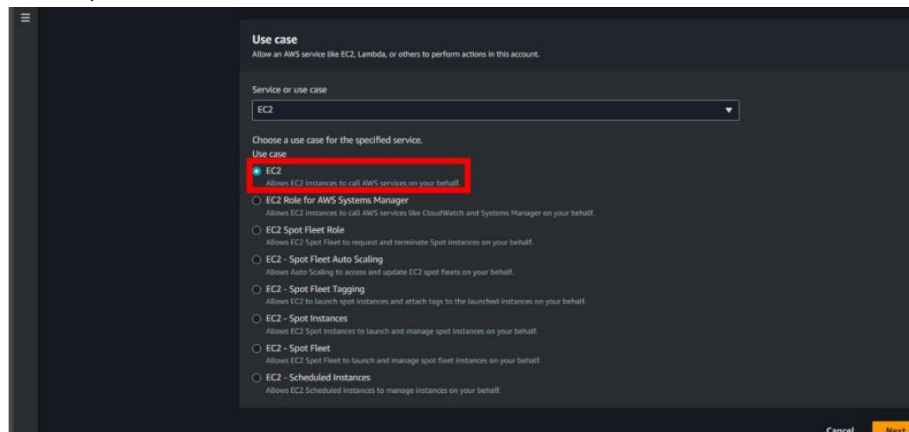 Use case
Allow an AWS service like EC2, Lambda, or others to perform actions in this account.
Service or use case
EC2
Choose a use case for the specified service.
Use case
EC2
Allows EC2 instances to call AWS services on your behalf.
EC2 Role for AWS Systems Manager
Allows EC2 instances to call AWS services like CloudWatch and Systems Manager on your behalf.
EC2 Spot Fleet Role
Allows EC2 Spot Fleet to request and terminate Spot Instances on your behalf.
EC2 - Spot Fleet Auto Scaling
Allows Auto Scaling to access and update EC2 spot fleets on your behalf.
EC2 - Spot Fleet Tagging
Allows EC2 to launch spot instances and attach tags to the launched instances on your behalf.
EC2 - Spot Instances
Allows EC2 Spot Instances to launch and manage spot instances on your behalf.
EC2 - Spot Fleet
Allows EC2 Spot Fleet to launch and manage spot fleet instances on your behalf.
EC2 - Scheduled Instances
Allows EC2 Scheduled Instances to manage instances on your behalf.
Cancel Next